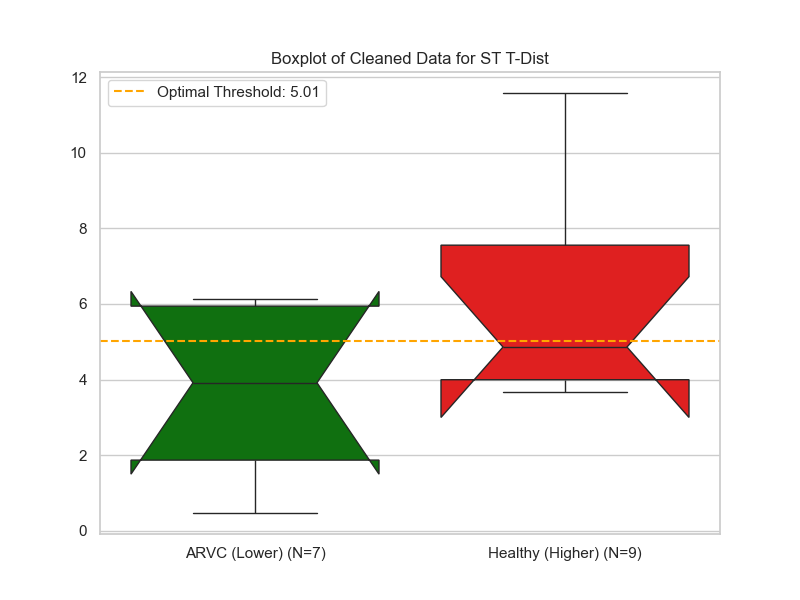 Boxplot of Cleaned Data for ST T-Dist
Optimal Threshold: 5.01
12
10
8
6
4
2
0
ARVC (Lower) (N=7)
Healthy (Higher) (N=9)